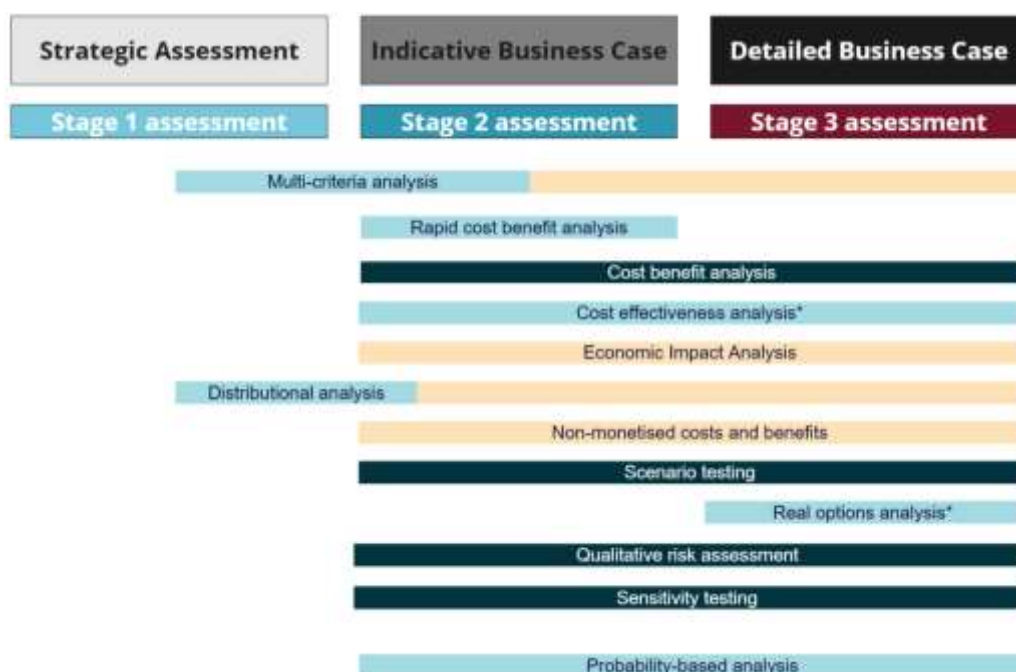 Strategic Assessment
Indicative Business Case
Detailed Business Case
Stage 1 assessment
Stage 2 assessment
Stage 3 assessment
Multi-criteria analysis
Rapid cost benefit analysis
Cost benefit analysis
Cost effectiveness analysis*
Economic Impact Analysis
Distributional analysis
Non-monetised costs and benefits
Scenario testing
Real options analysis*
Qualitative risk assessment
Sensitivity testing
Probability-based analysis